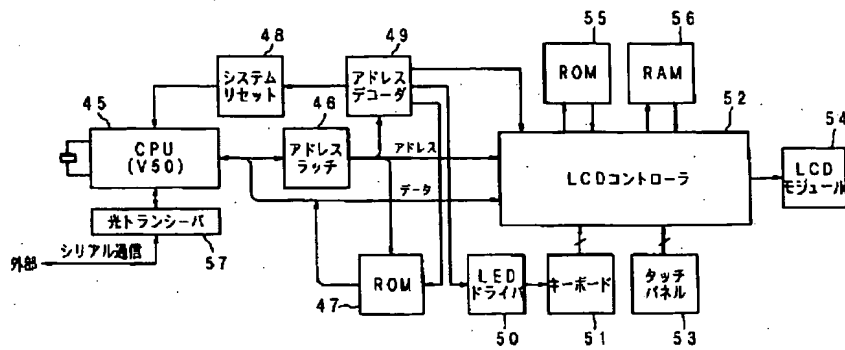 55
56
48
49
ROM
RAM
システム
リセット
アドレス
デコーダ
52
45
46
54
CPU
(V50)
アドレス
ラッチ
アドレス
LCDコントローラ
LCD
モジュール
データ
光トランシーバ
シリアル通信
57
外部
ROM
LED
ドライバ
キーボード
タッチ
パネル
47
50
51
53